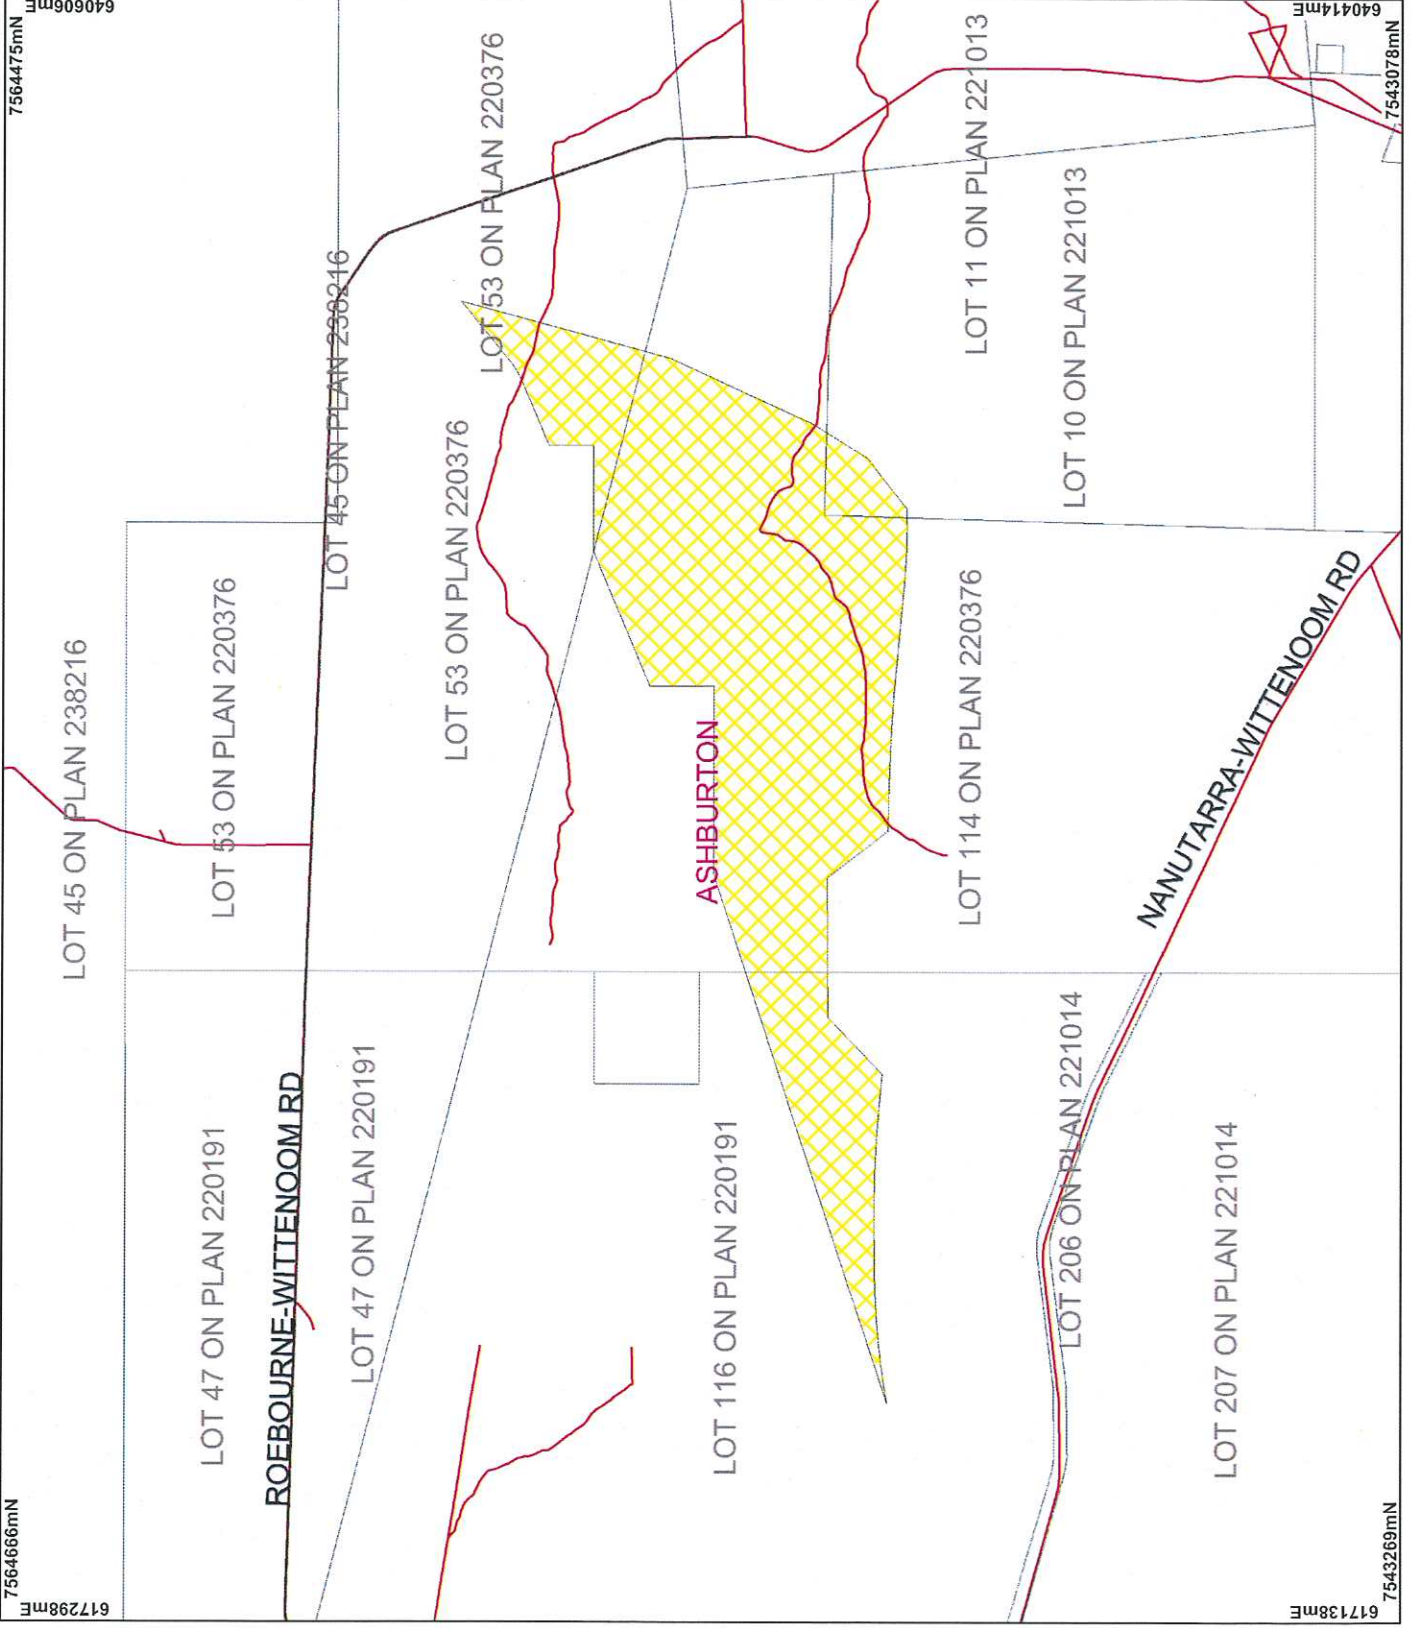 7564666mN
617298mE
7564475mN
640606mE
LOT 45 ON PLAN 238216
LOT 47 ON PLAN 220191
LOT 53 ON PLAN 220376
ROEBOURNE-WITTENOOM RD
LOT 45 ON PLAN 238216
LOT 47 ON PLAN 220191
LOT 53 ON PLAN 220376
LOT 53 ON PLAN 220376
ASHBURTON
LOT 116 ON PLAN 220191
LOT 114 ON PLAN 220376
LOT 11 ON PLAN 221013
LOT 10 ON PLAN 221013
LOT 206 ON PLAN 221014
NANUTARRA-WITTENOOM RD
LOT 207 ON PLAN 221014
617138mE
7543269mN
640414mE
7543078mN